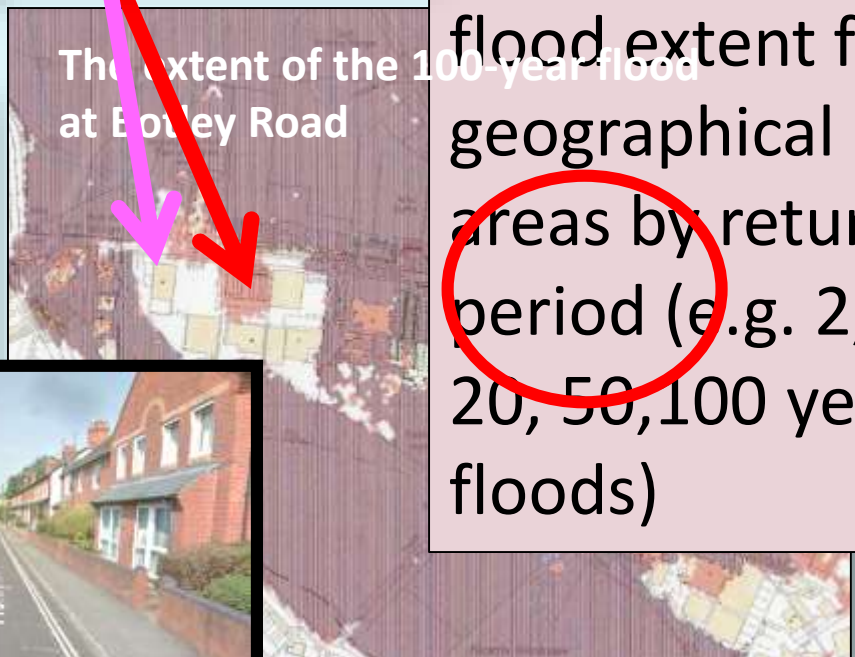 The extent of the 100-year flood
at Botley Road
flood extent f
geographical
areas by retur
period (e.g. 2,
20, 50,100 ye
floods)